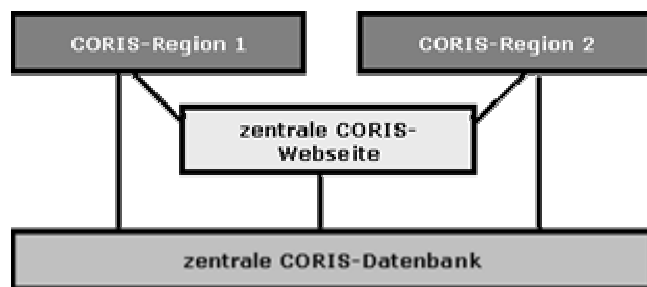 CORIS-Region 1
CORIS-Region 2
zentrale CORIS-
Webseite
zentrale CORIS-Datenbank